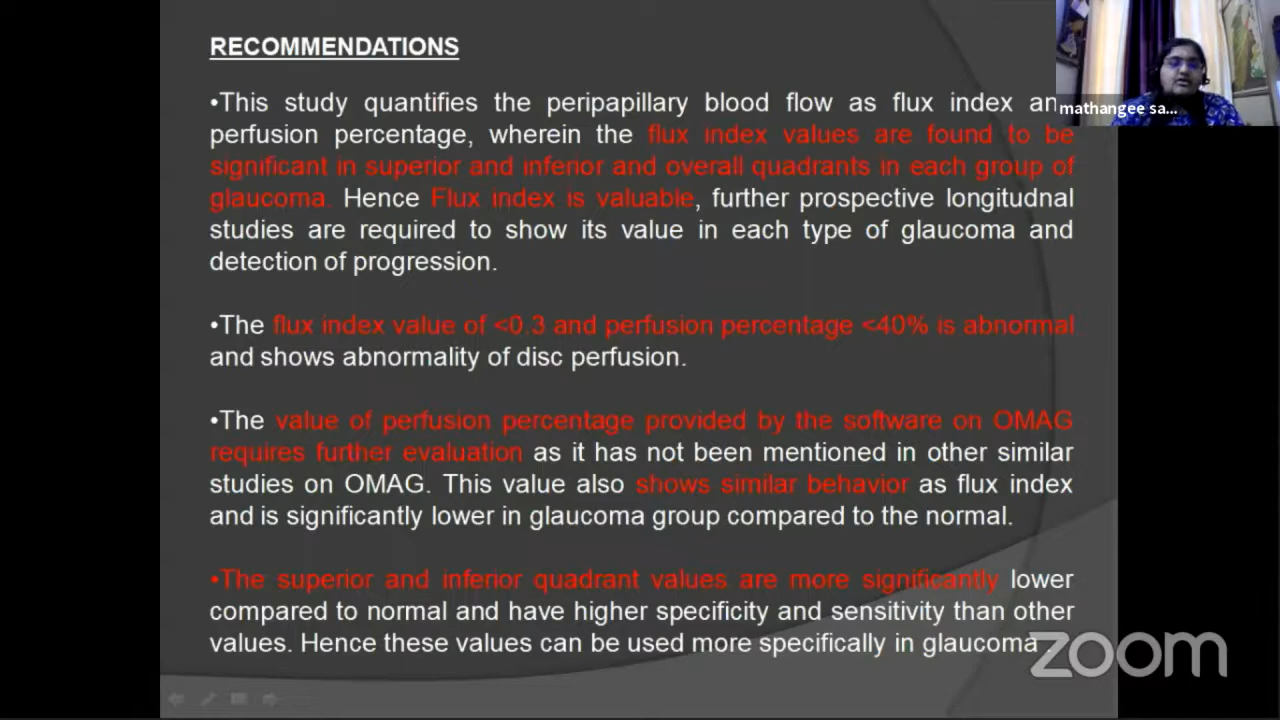 RECOMMENDATIONS
•This study quantifies the peripapillary blood flow as flux index an
perfusion percentage, wherein the flux index values are found to be
significant in superior and inferior and overall quadrants in each group of
glaucoma. Hence Flux index is valuable, further prospective longitudnal
studies are required to show its value in each type of glaucoma and
detection of progression.
•The flux index value of <0.3 and perfusion percentage <40% is abnormal
and shows abnormality of disc perfusion.
•The value of perfusion percentage provided by the software on OMAG
requires further evaluation as it has not been mentioned in other similar
studies on OMAG. This value also shows similar behavior as flux index
and is significantly lower in glaucoma group compared to the normal.
•The superior and inferior quadrant values are more significantly lower
compared to normal and have higher specificity and sensitivity than other
values. Hence these values can be used more specifically in glaucoma
mathangee sa...
zoom